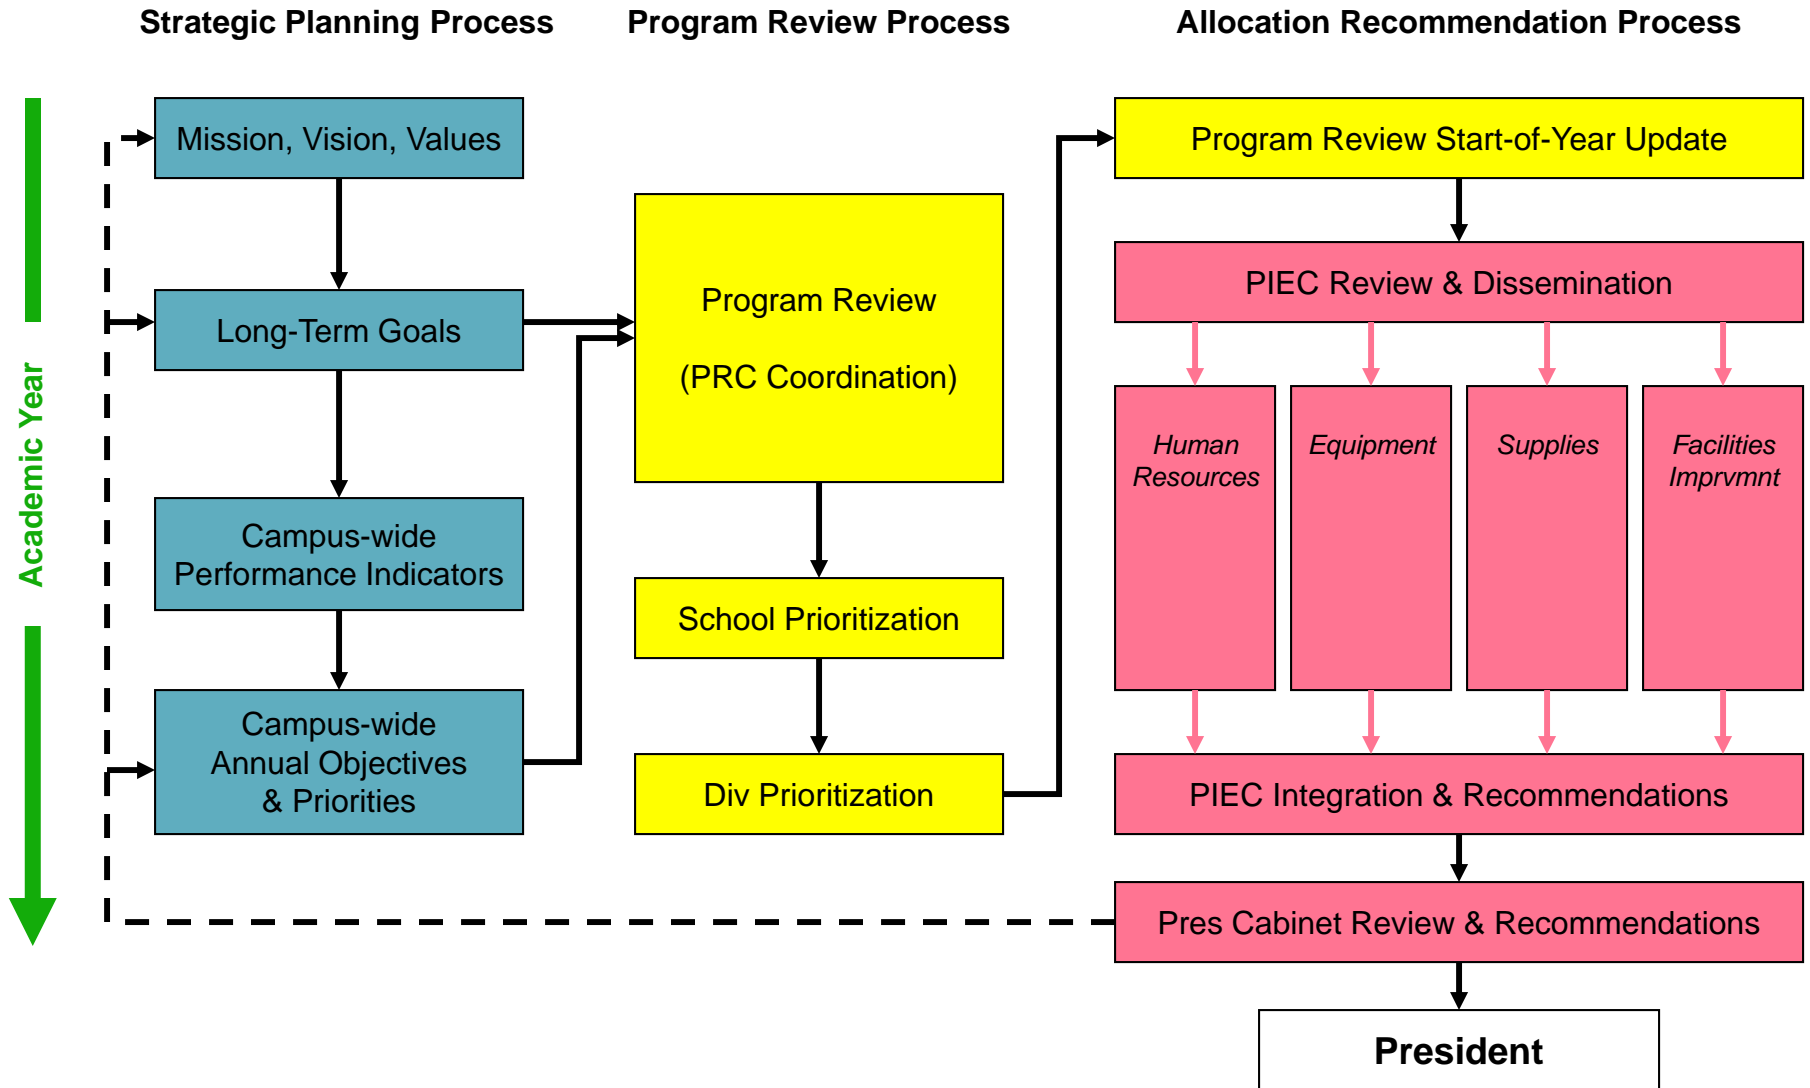 Strategic Planning Process
Program Review Process
Allocation Recommendation Process
Academic Year
Mission, Vision, Values
Long-Term Goals
Campus-wide
Performance Indicators
Campus-wide
Annual Objectives
& Priorities
Program Review
(PRC Coordination)
School Prioritization
Div Prioritization
Program Review Start-of-Year Update
PIEC Review & Dissemination
Human
Resources
Equipment
Supplies
Facilities
Imprvmnt
PIEC Integration & Recommendations
Pres Cabinet Review & Recommendations
President